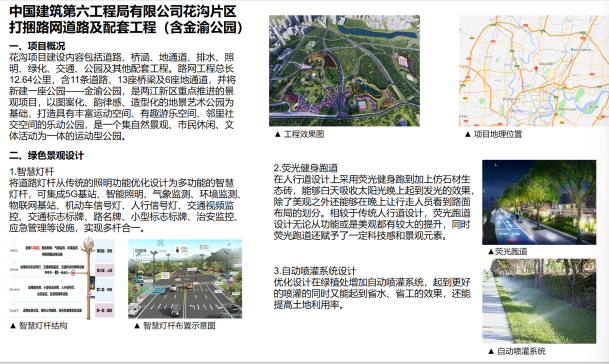 中国建筑第六工程局有限公司花沟片区
打捆路网道路及配套工程（含金渝公园）
一、项目概况
花沟项目建设内容包括道路、桥涵、地通道、排水、照
明、绿化、交通、公园及其他配套工程。路网工程总长
12.64公里，含11条道路，13座桥梁及6座地通道，并将
新建一座公园——金渝公园，是两江新区重点推进的景
观项目，以图案化、韵律感、造型化的地景艺术公园为
基础，打造具有丰富运动空间、有趣游乐空间、邻里社
交空间的乐动公园，是一个集自然景观、市民休闲、文
体活动为一体的运动型公园。
二、绿色景观设计
1.智慧灯杆
将道路灯杆从传统的照明功能优化设计为多功能的智慧
灯杆，可集成5G基站、智能照明、气象监测、环境监测、
物联网基站、机动车信号灯、人行信号灯、交通视频监
控、交通标志标牌、路名牌、小型标志标牌、治安监控、
应急管理等设施，实现多杆合一。
▲ 智慧灯杆结构
▲ 智慧灯杆布置示意图
▲ 工程效果图
▲ 项目地理位置
2.荧光健身跑道
在人行道设计上采用荧光健身跑到加上仿石材生
态砖，能够白天吸收太阳光晚上起到发光的效果，
除了美观之外还能够在晚上让行走人员看到路面
布局的划分。相较于传统人行道设计，荧光跑道
设计无论从功能或是美观都有较大的提升，同时
荧光跑道还赋予了一定科技感和景观元素。
▲荧光跑道
3.自动喷灌系统设计
优化设计在绿植处增加自动喷灌系统，起到更好
的喷灌的同时又能起到省水、省工的效果，还能
提高土地利用率。
▲ 自动喷灌系统